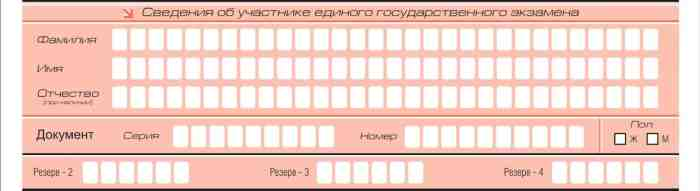 Сведения об участнике единого государственного экзамена
Фамилия
Имя
Отчество
(при наличии)
Документ Серия Номер Пол
Ж М
Резерв - 2 Резерв - 3 Резерв - 4